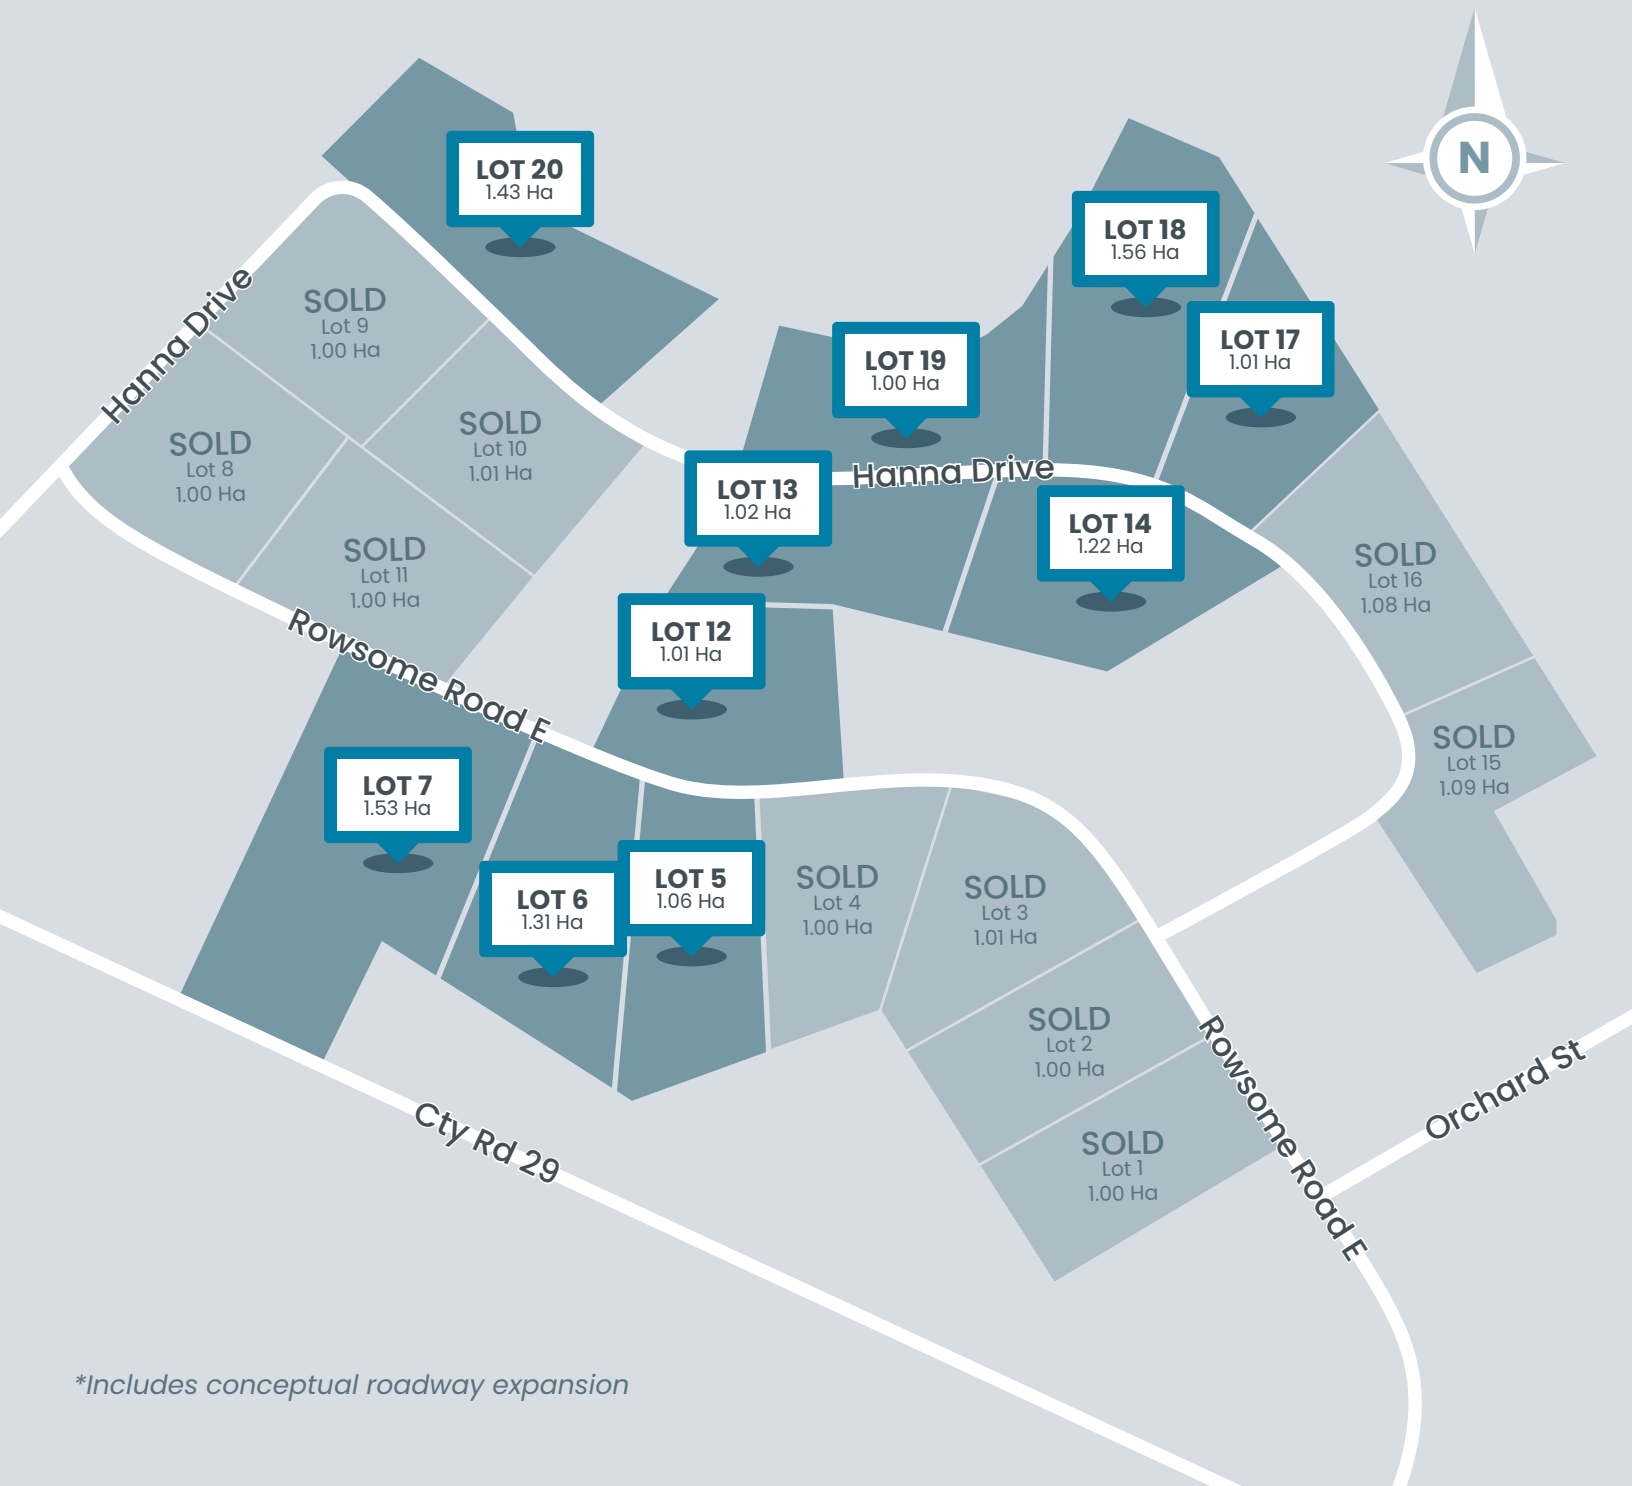 N
LOT 20
1.43 Ha
LOT 18
1.56 Ha
Hanna Drive
SOLD
Lot 9
1.00 Ha
LOT 17
1.01 Ha
LOT 19
1.00 Ha
SOLD
Lot 8
1.00 Ha
SOLD
Lot 10
1.01 Ha
Hanna Drive
LOT 13
1.02 Ha
LOT 14
1.22 Ha
SOLD
Lot 11
1.00 Ha
SOLD
Lot 16
1.08 Ha
Rowsome Road E
LOT 12
1.01 Ha
SOLD
Lot 15
1.09 Ha
LOT 7
1.53 Ha
LOT 6
1.31 Ha
LOT 5
1.06 Ha
SOLD
Lot 4
1.00 Ha
SOLD
Lot 3
1.01 Ha
SOLD
Lot 2
1.00 Ha
Rowsome Road E
Orchard St
Cty Rd 29
SOLD
Lot 1
1.00 Ha
*Includes conceptual roadway expansion